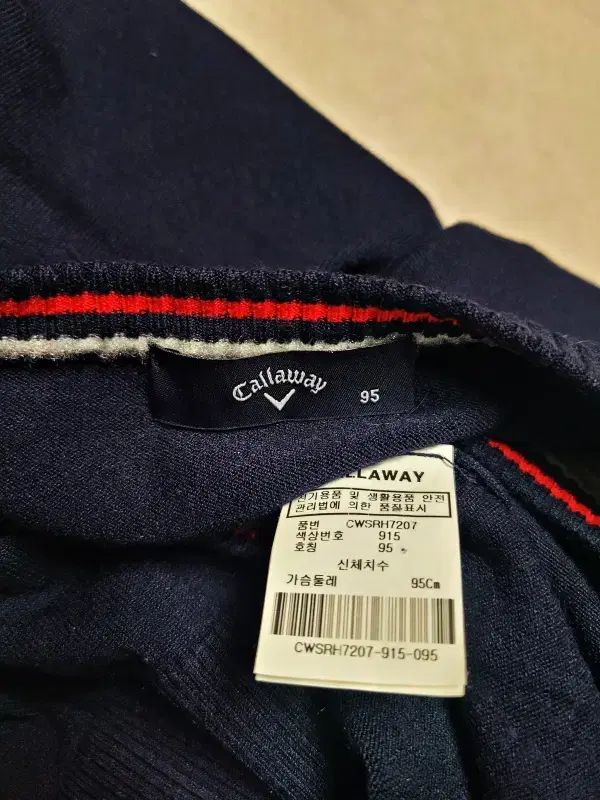 Callaway
95
LLAWAY
전기용품 및 생활용품 안전
관리법에 의한 품질표시
품번 CWSRH7207
색상번호 915
호칭 95
신체치수
가슴둘레 95Cm
CWSRH7207-915-095